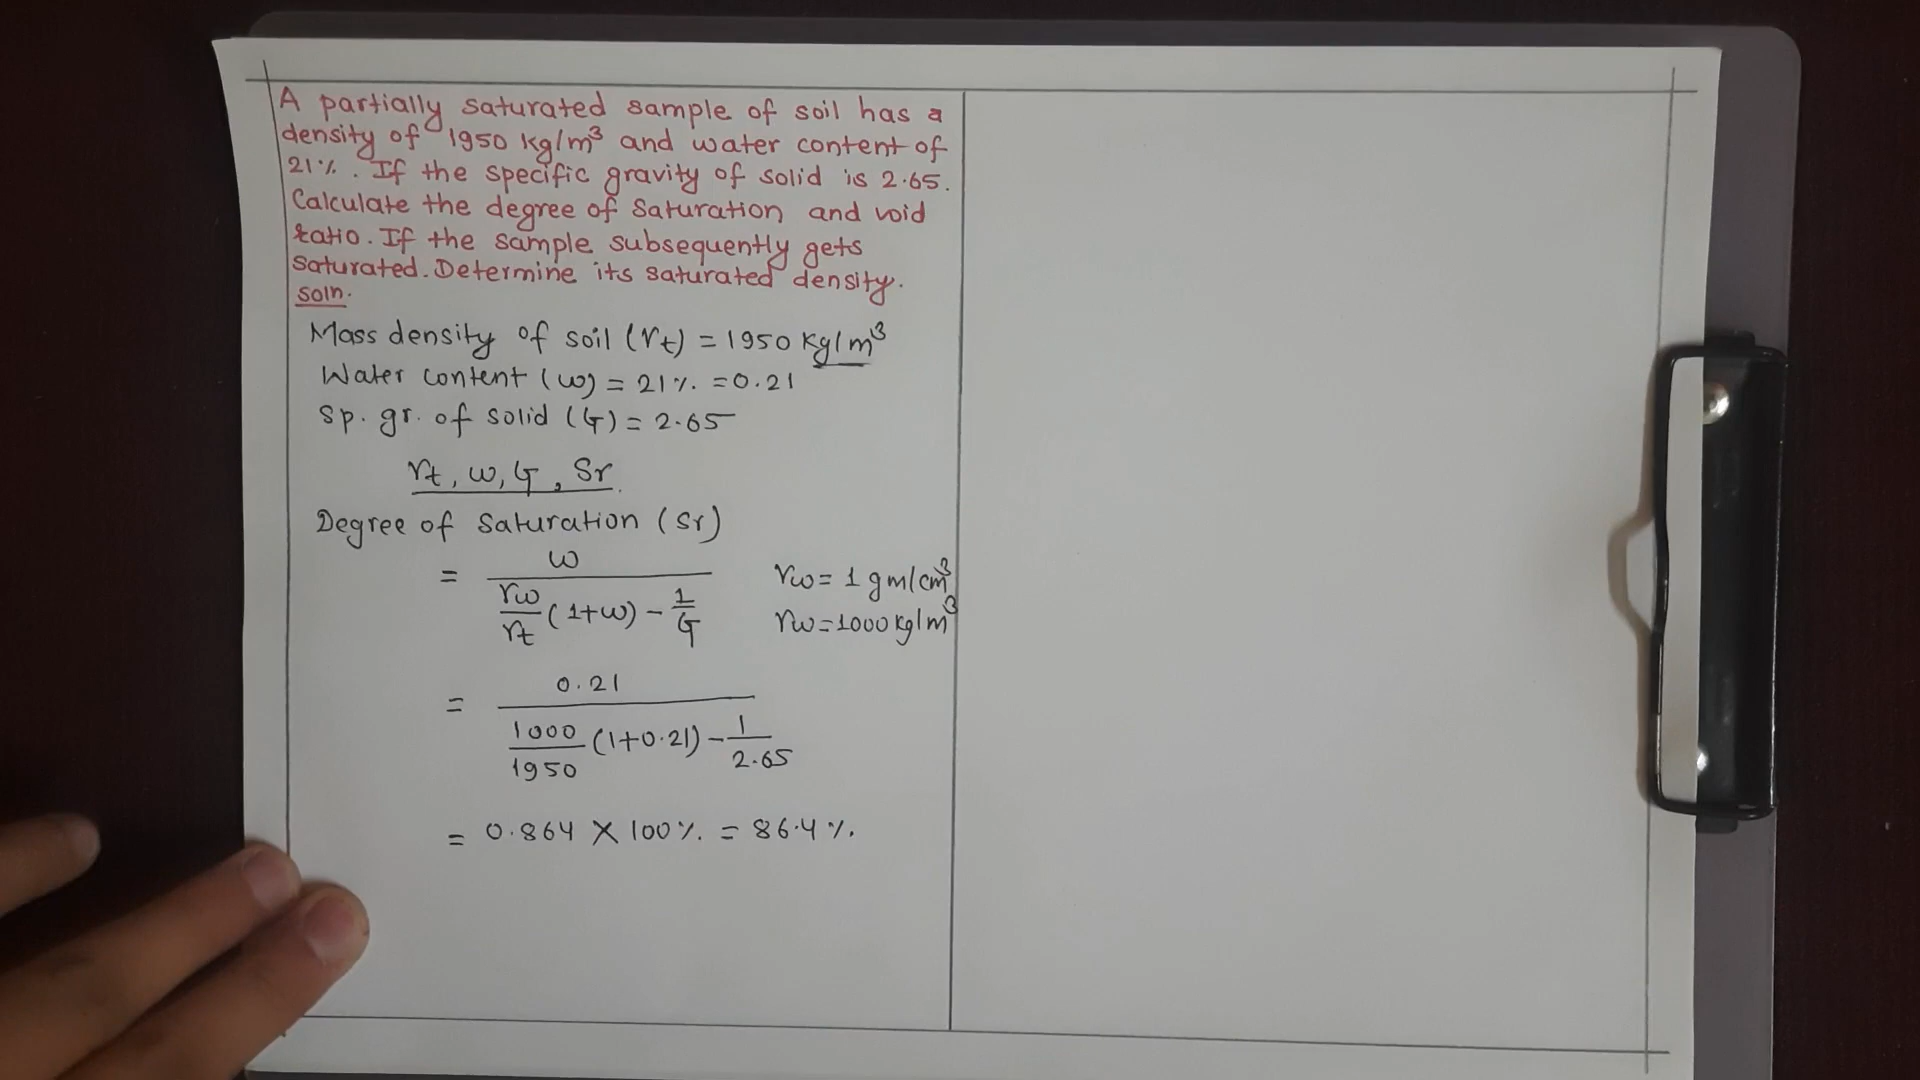 A partially saturated sample of soil has a
density of 1950 kg/m³ and water content of
21%. If the specific gravity of solid is 2.65.
Calculate the degree of saturation and void
ratio. If the sample subsequently gets
saturated. Determine its saturated density.
Soln.
Mass density of soil (γt) = 1950 kg/m³
Water content (w) = 21% = 0.21
Sp. gr. of solid (G) = 2.65
γt, w, G, Sr
Degree of saturation (Sr)
= w / (γw/γt (1+w) - 1/G)
γw = 1 gm/cm³
γw = 1000 kg/m³
= 0.21 / (1000/1950 (1+0.21) - 1/2.65)
= 0.864 × 100% = 86.4%.